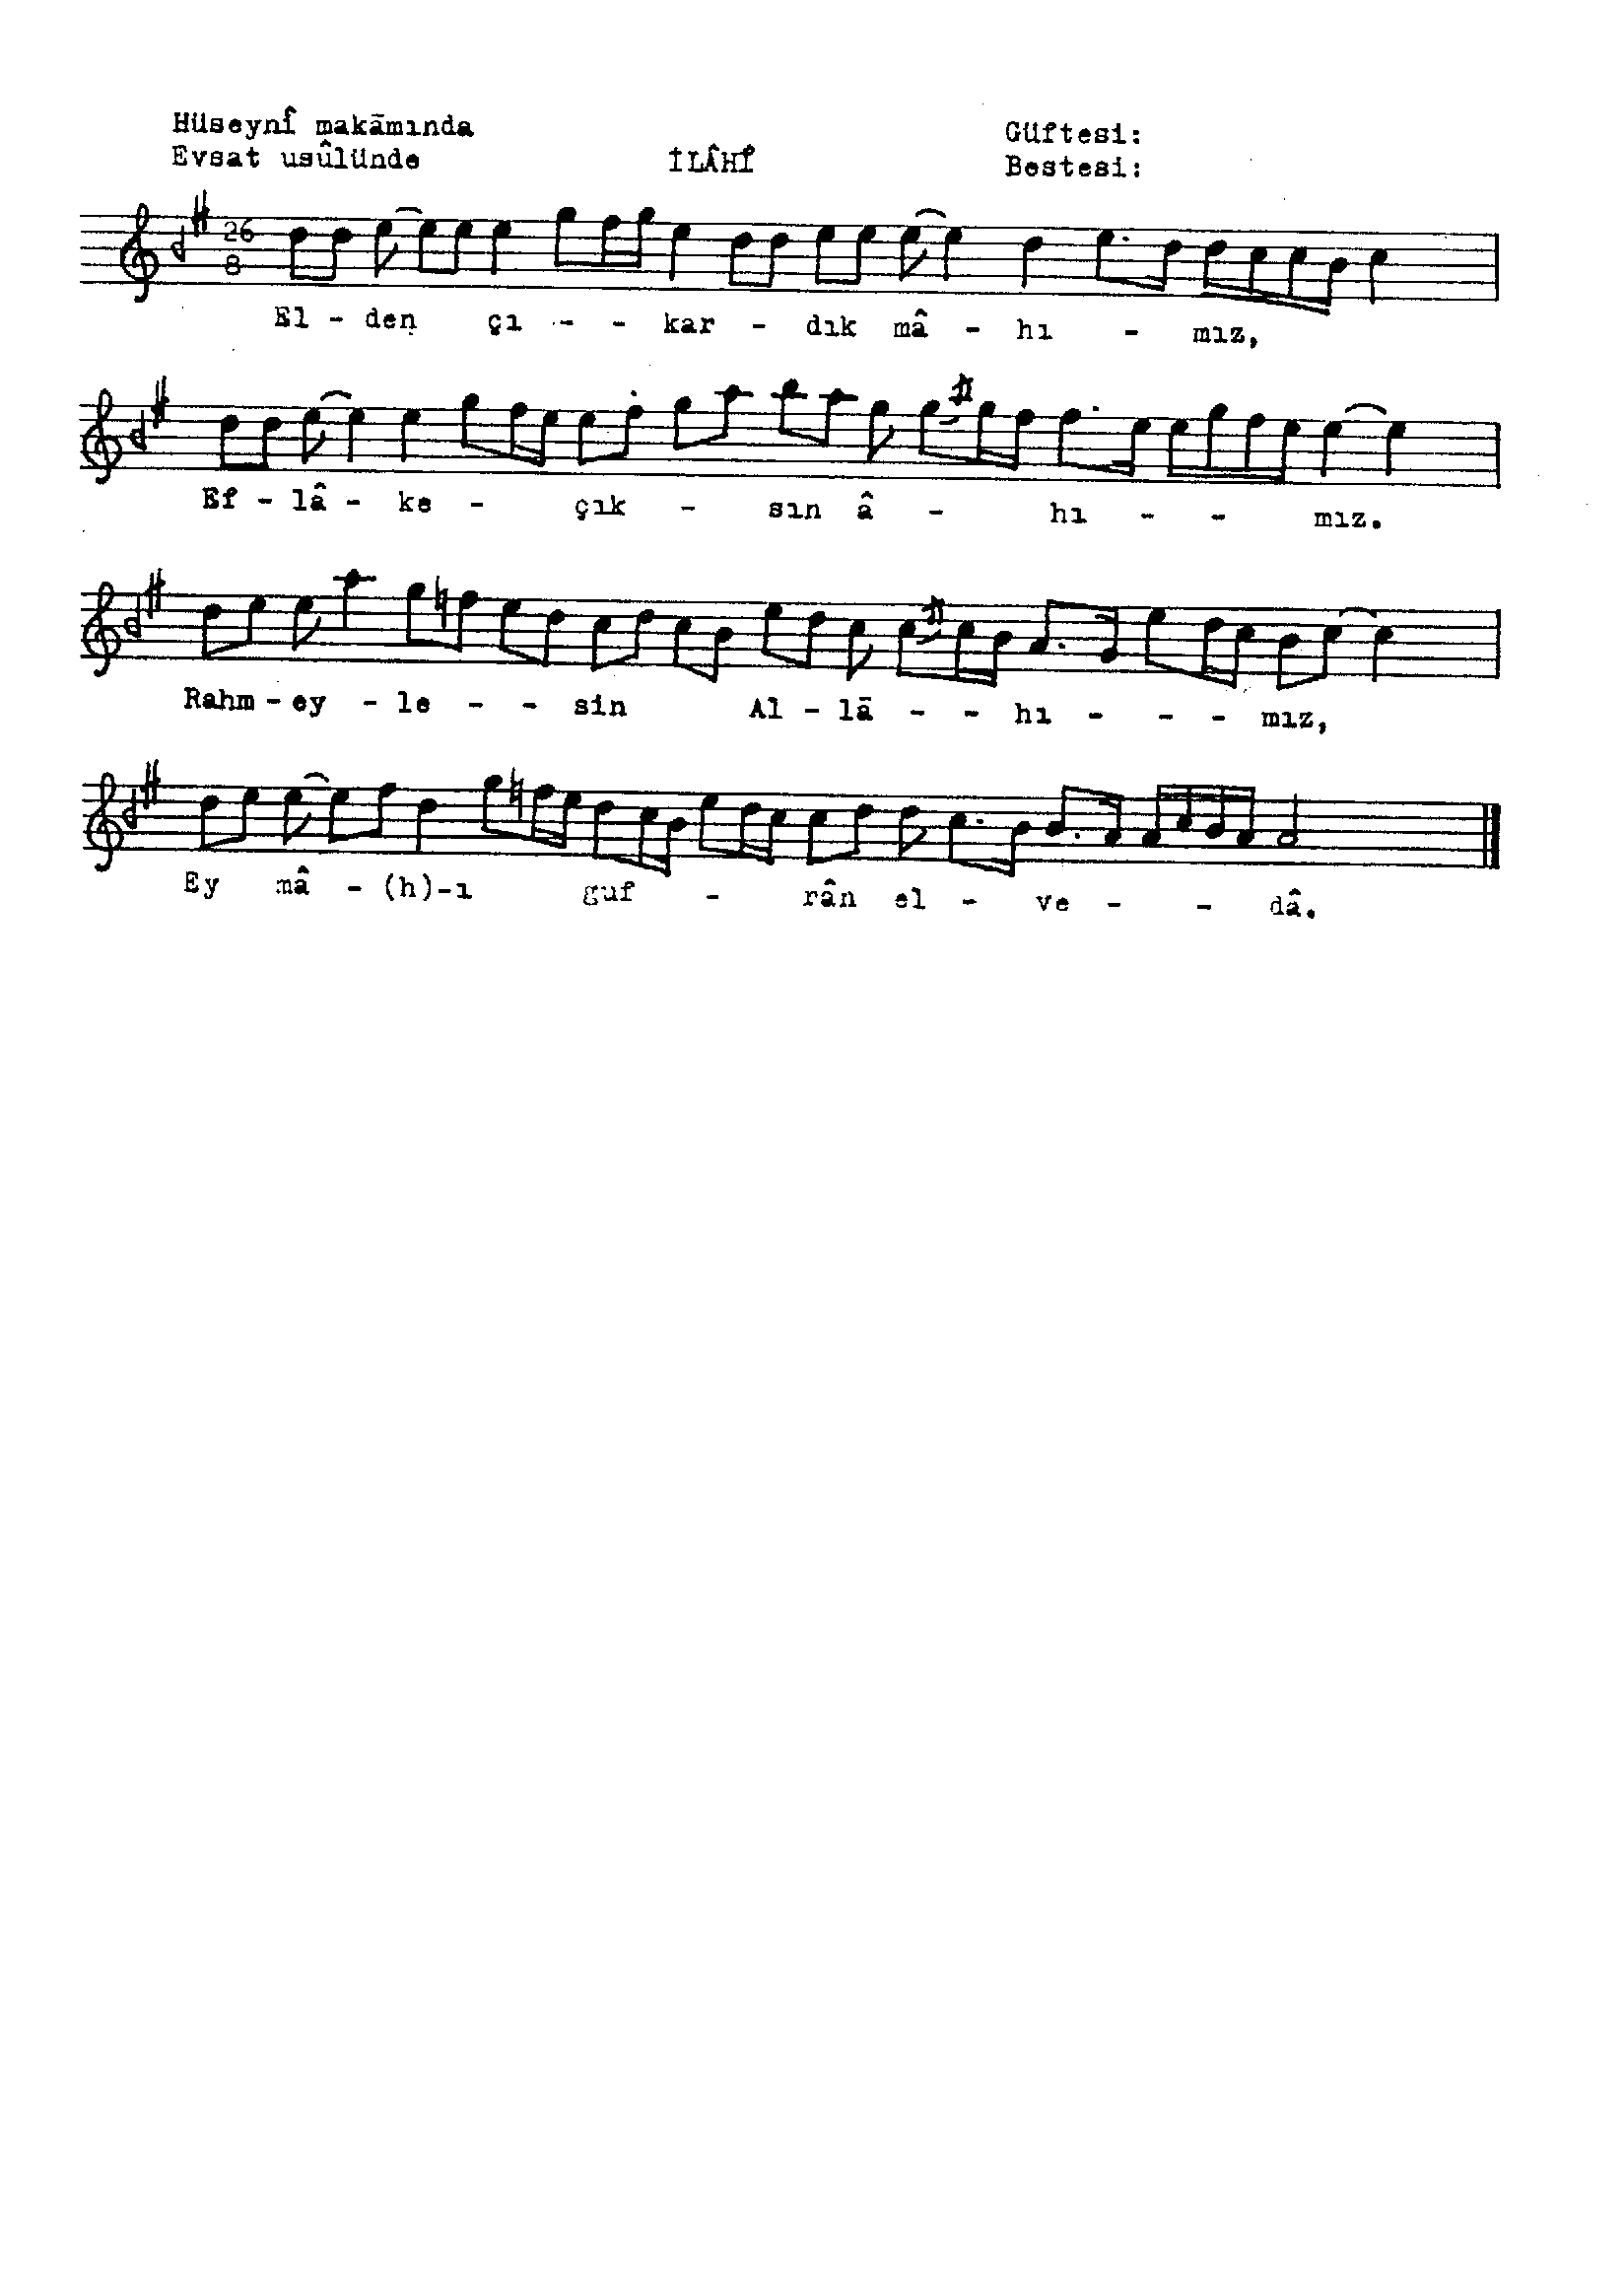 Hüseynî makāmında
Evsat usûlünde
İLÂHÎ
Güftesi:
Bestesi:
26
8
El - den çı - - kar - dık mâ - hı - mız,
Ef - lâ - ke - çık - sın â - hı - - mız.
Rahm - ey - le - - sin Al - lā - - hı - - - mız,
Ey mâ - (h)-ı guf - rân el - ve - - dâ.